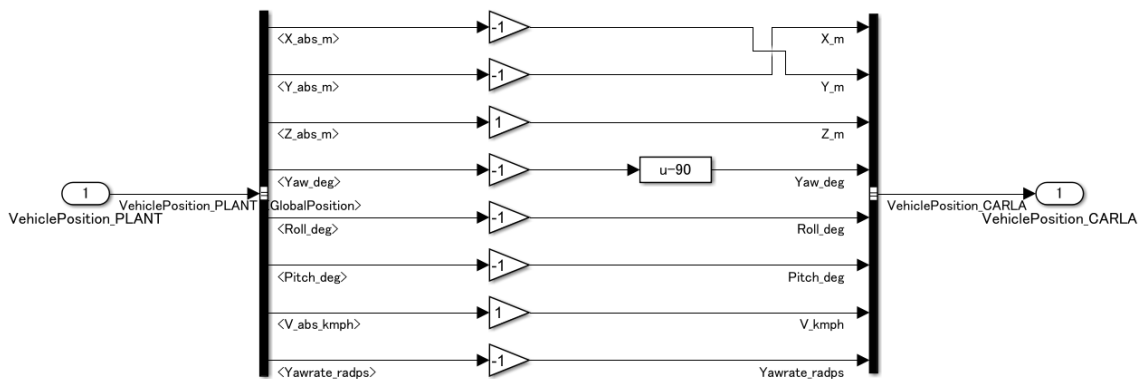 -1
<X_abs_m>
X_m
-1
<Y_abs_m>
Y_m
1
<Z_abs_m>
Z_m
-1
u-90
<Yaw_deg>
Yaw_deg
1
VehiclePosition_PLANT
VehiclePosition_PLANT
GlobalPosition>
VehiclePosition_CARLA
1
VehiclePosition_CARLA
-1
<Roll_deg>
Roll_deg
-1
<Pitch_deg>
Pitch_deg
1
<V_abs_kmph>
V_kmph
-1
<Yawrate_radps>
Yawrate_radps